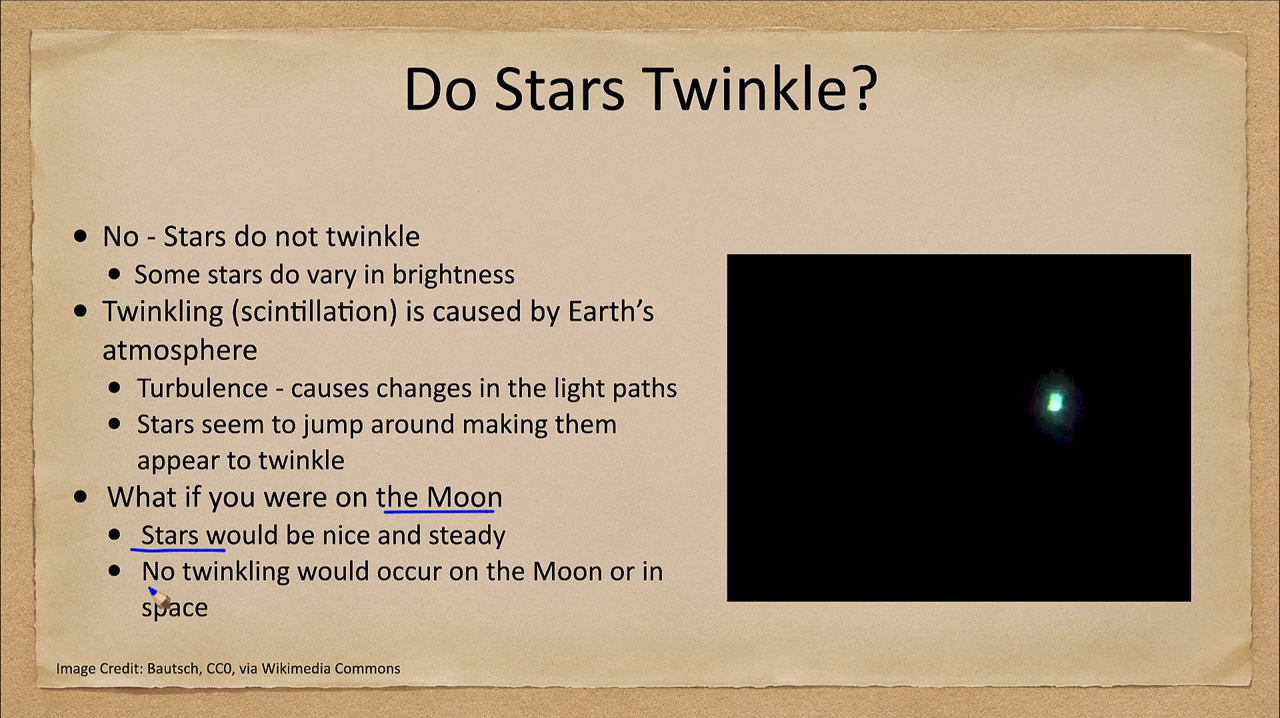 Do Stars Twinkle?
• No - Stars do not twinkle
• Some stars do vary in brightness
• Twinkling (scintillation) is caused by Earth’s
atmosphere
• Turbulence - causes changes in the light paths
• Stars seem to jump around making them
appear to twinkle
• What if you were on the Moon
• Stars would be nice and steady
• No twinkling would occur on the Moon or in
space
Image Credit: Bautsch, CC0, via Wikimedia Commons